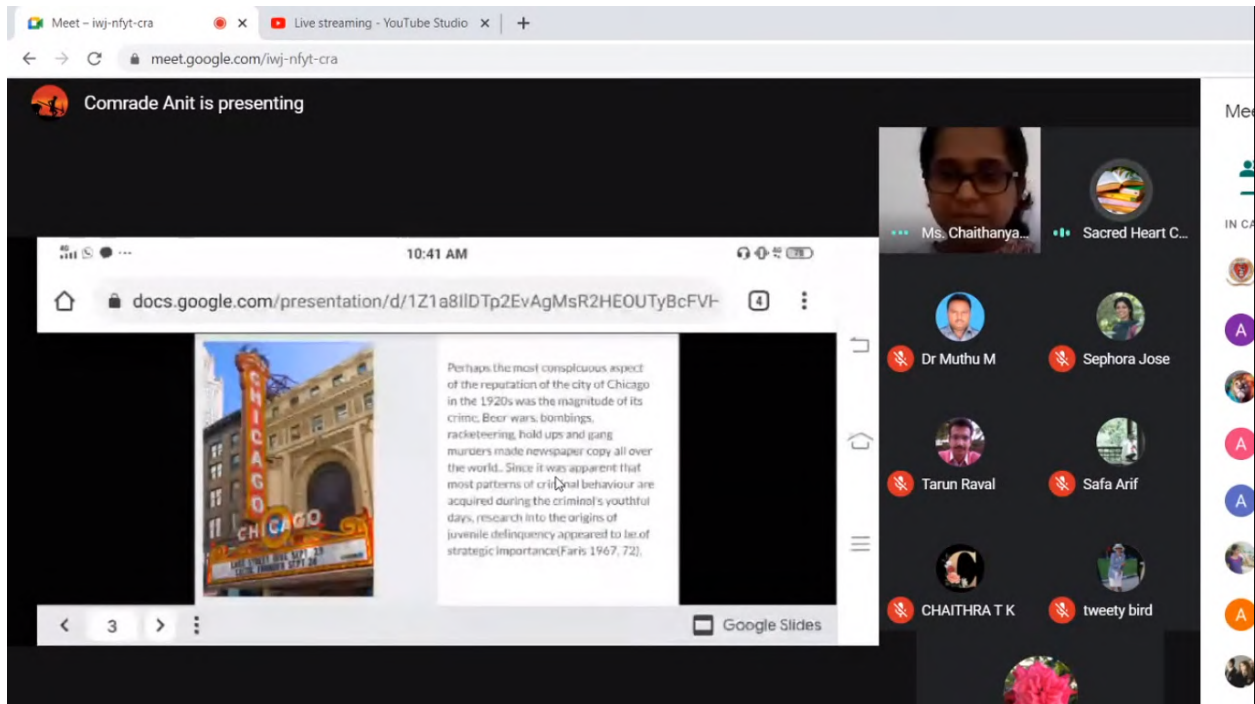 Meet – iwj-nfyt-cra
Live streaming - YouTube Studio
meet.google.com/iwj-nfyt-cra
Comrade Anit is presenting
10:41 AM
78
docs.google.com/presentation/d/
4
CHICAGO
CHICAGO
Perhaps the most conspicuous aspect
of the reputation of the city of Chicago
in the 1920s was the magnitude of its
crime. Beer wars, bombings,
racketeering, hold ups and gang
murders made newspaper copy all over
the world.. Since it was apparent that
most patterns of criminal behaviour are
acquired during the criminal's youthful
days, research into the origins of
juvenile delinquency appeared to be of
strategic importance(Faris 1967, 72).
3
Google Slides
Ms. Chaithanya...
Sacred Heart C...
Dr Muthu M
Sephora Jose
Tarun Raval
Safa Arif
C
CHAITHRA T K
tweety bird
Mee
IN CA
A
A
A
A